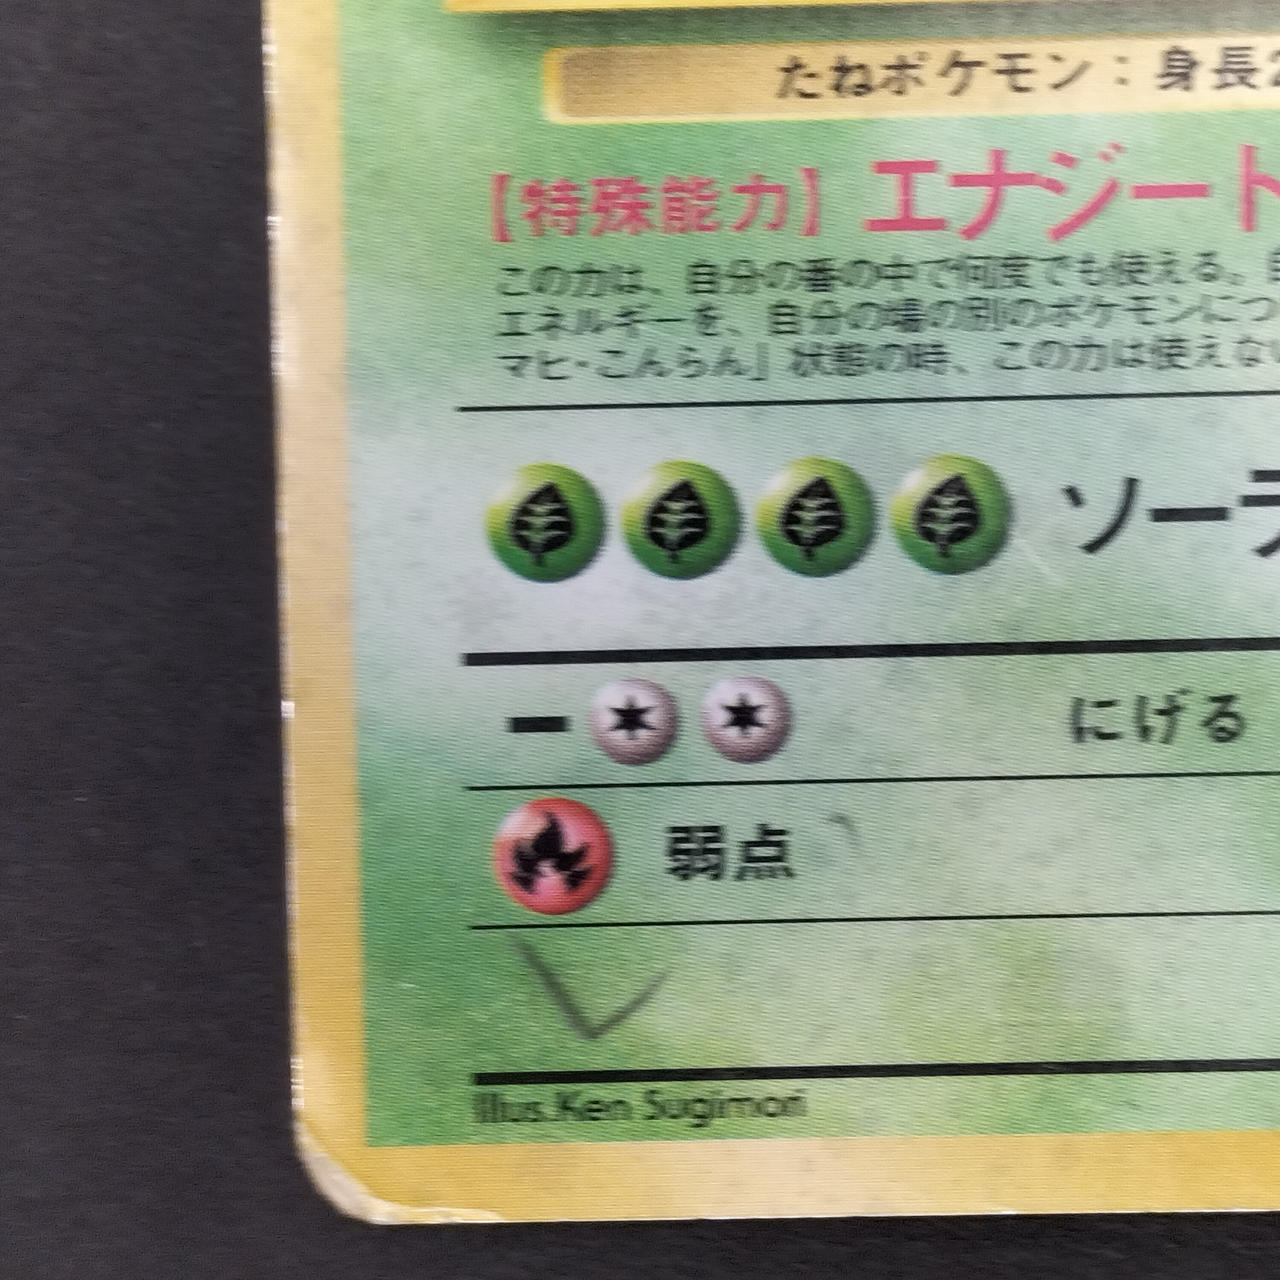 たねポケモン：身長2
【特殊能力】エナジート
この力は、自分の番の中で何度でも使える。自
エネルギーを、自分の場の別のポケモンにつ
マヒ・こんらん」状態の時、この力は使えない
ソーラ
にげる
弱点
Illus.Ken Sugimori